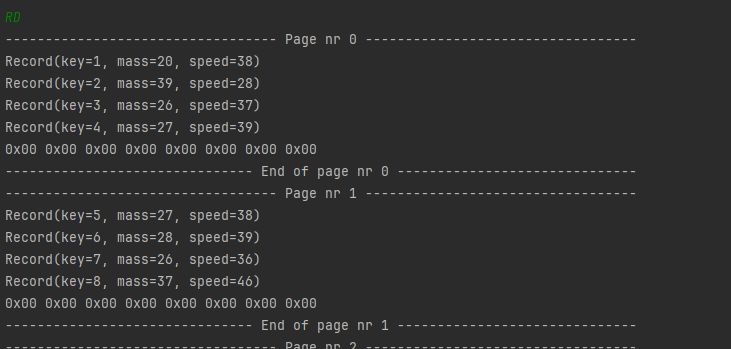 RD
---------------------------------- Page nr 0 ----------------------------------
Record(key=1, mass=20, speed=38)
Record(key=2, mass=39, speed=28)
Record(key=3, mass=26, speed=37)
Record(key=4, mass=27, speed=39)
0x00 0x00 0x00 0x00 0x00 0x00 0x00 0x00
------------------------------- End of page nr 0 ------------------------------
---------------------------------- Page nr 1 ----------------------------------
Record(key=5, mass=27, speed=38)
Record(key=6, mass=28, speed=39)
Record(key=7, mass=26, speed=36)
Record(key=8, mass=37, speed=46)
0x00 0x00 0x00 0x00 0x00 0x00 0x00 0x00
------------------------------- End of page nr 1 ------------------------------
---------------------------------- Page nr 2 ----------------------------------